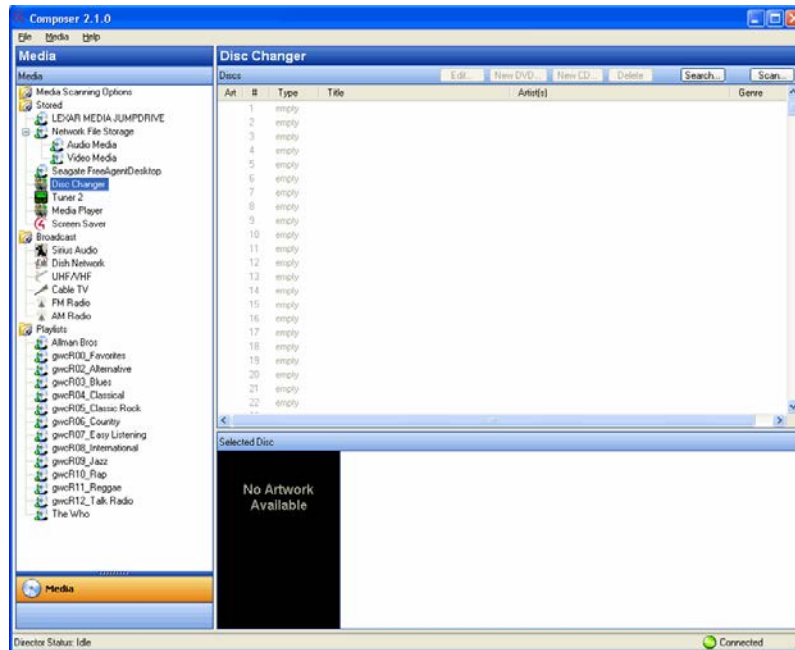 Composer 2.1.0
File Media Help
Media
Disc Changer
Media
Discs Edit... New DVD... New CD... Delete Search... Scan...
Media Scanning Options
Stored
LEXAR MEDIA JUMPDRIVE
Network File Storage
Audio Media
Video Media
Seagate FreeAgentDesktop
Disc Changer
Tuner 2
Media Player
Screen Saver
Broadcast
Sirius Audio
Dish Network
UHF/VHF
Cable TV
FM Radio
AM Radio
Playlists
Allman Bros
gwcR00_Favorites
gwcR02_Alternative
gwcR03_Blues
gwcR04_Classical
gwcR05_Classic Rock
gwcR06_Country
gwcR07_Easy Listening
gwcR08_International
gwcR09_Jazz
gwcR10_Rap
gwcR11_Reggae
gwcR12_Talk Radio
The Who
Media
Art # Type Title Artist(s) Genre
1 empty
2 empty
3 empty
4 empty
5 empty
6 empty
7 empty
8 empty
9 empty
10 empty
11 empty
12 empty
13 empty
14 empty
15 empty
16 empty
17 empty
18 empty
19 empty
20 empty
21 empty
22 empty
Selected Disc
No Artwork
Available
Director Status: Idle
Connected